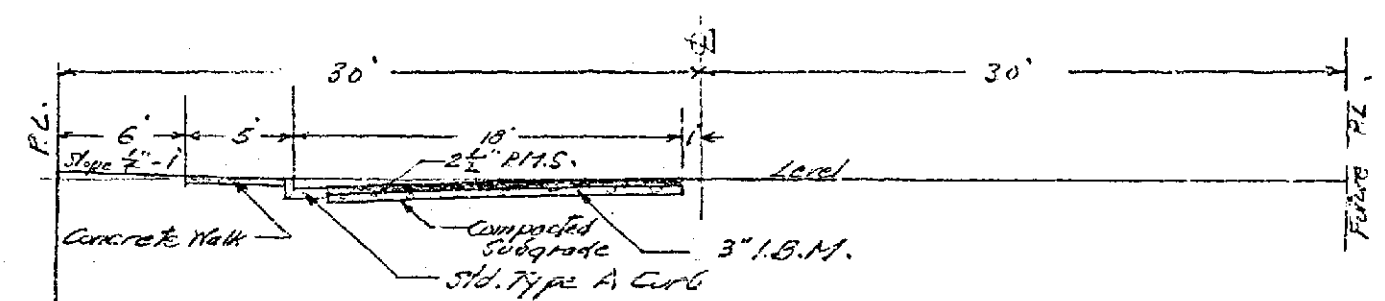 ℄
30'
30'
P.L.
6'
5'
18'
1'
P.L.
Future
Slope ½"-1'
2½" P.M.S.
Level
Concrete Walk
Compacted
Subgrade
3" I.B.M.
Std. Type A Curb